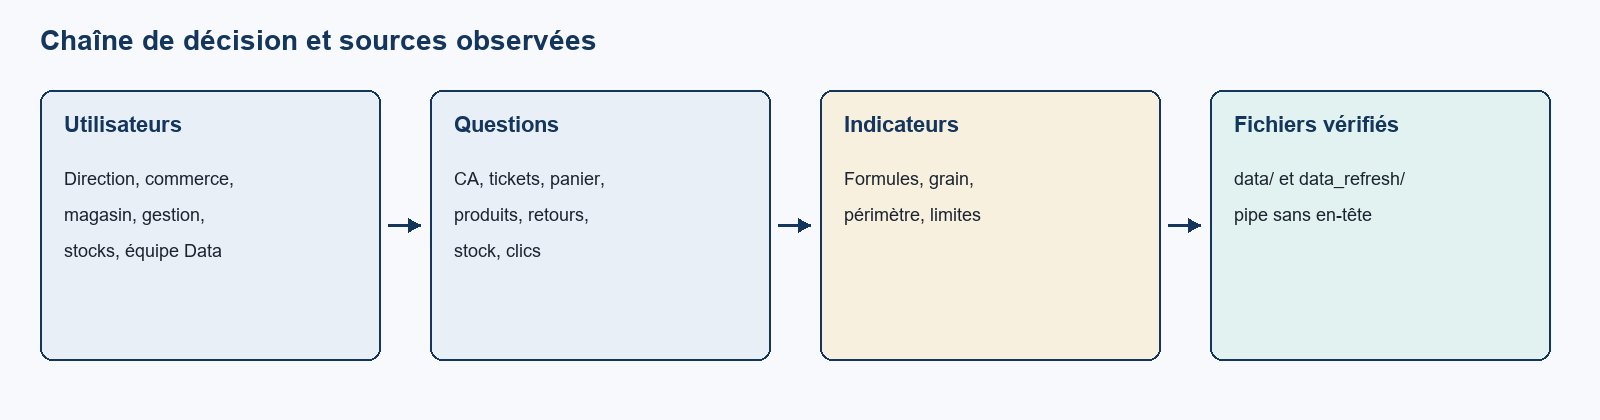 Chaîne de décision et sources observées
Utilisateurs
Direction, commerce,
magasin, gestion,
stocks, équipe Data
Questions
CA, tickets, panier,
produits, retours,
stock, clics
Indicateurs
Formules, grain,
périmètre, limites
Fichiers vérifiés
data/ et data_refresh/
pipe sans en-tête